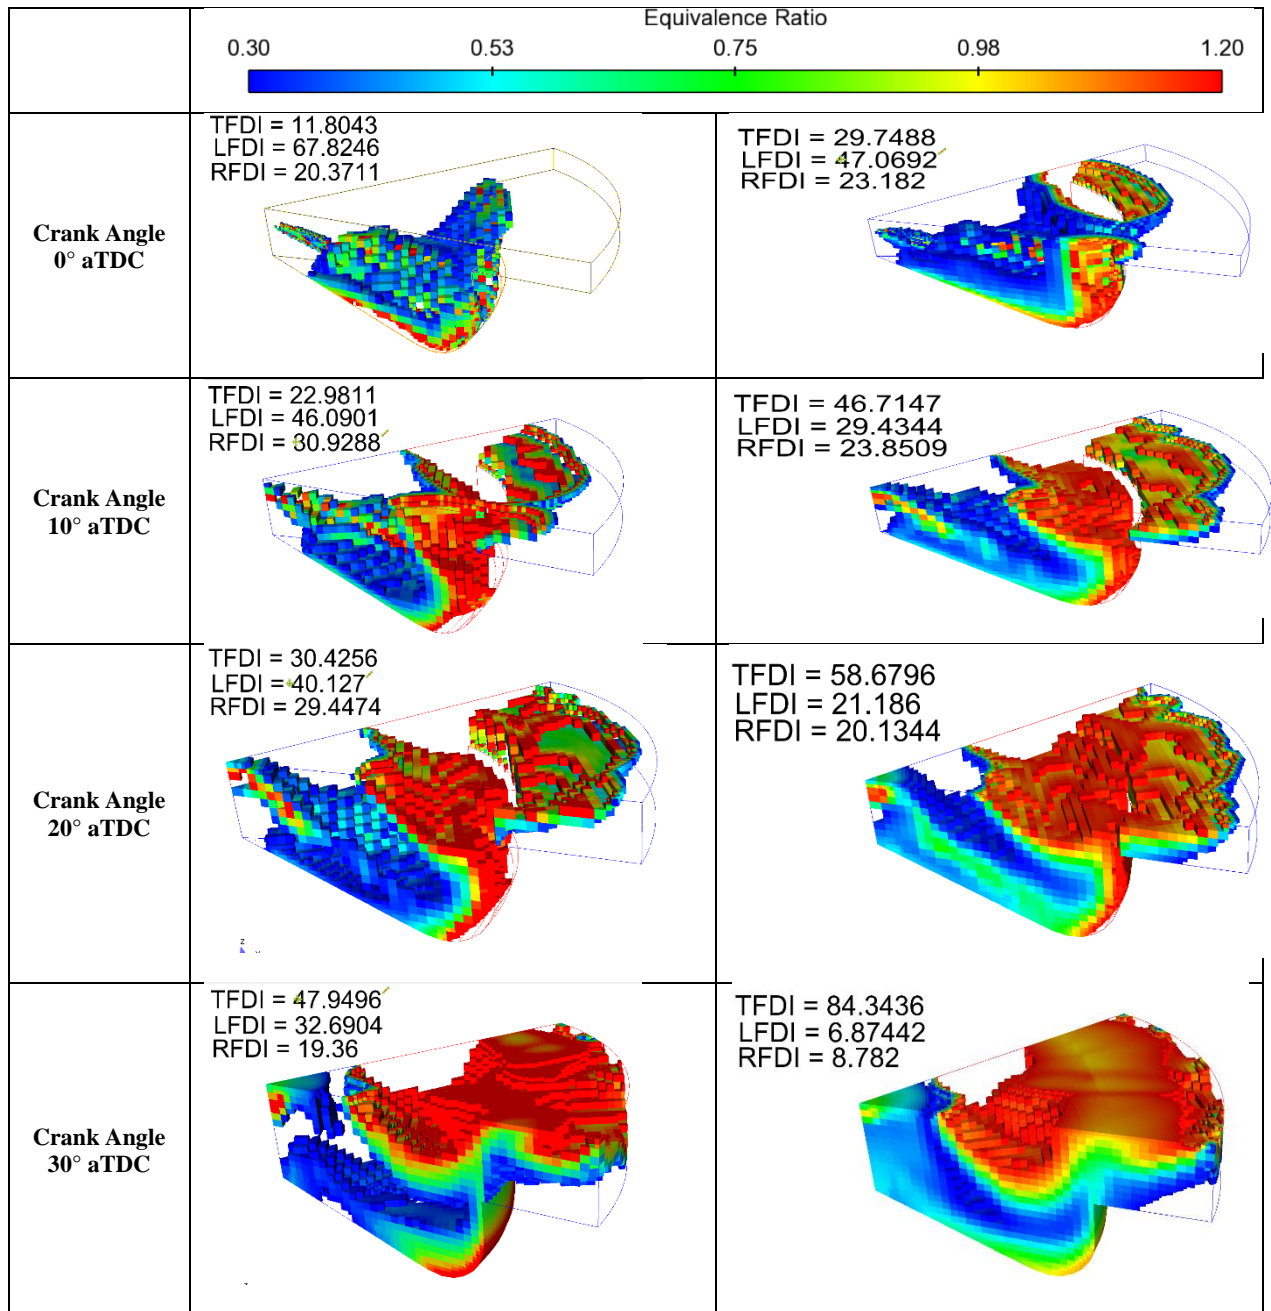 Equivalence Ratio
0.30 0.53 0.75 0.98 1.20
Crank Angle
0° aTDC
TFDI = 11.8043
LFDI = 67.8246
RFDI = 20.3711
TFDI = 29.7488
LFDI = 47.0692
RFDI = 23.182
Crank Angle
10° aTDC
TFDI = 22.9811
LFDI = 46.0901
RFDI = 30.9288
TFDI = 46.7147
LFDI = 29.4344
RFDI = 23.8509
Crank Angle
20° aTDC
TFDI = 30.4256
LFDI = 40.127
RFDI = 29.4474
z
TFDI = 58.6796
LFDI = 21.186
RFDI = 20.1344
Crank Angle
30° aTDC
TFDI = 47.9496
LFDI = 32.6904
RFDI = 19.36
TFDI = 84.3436
LFDI = 6.87442
RFDI = 8.782